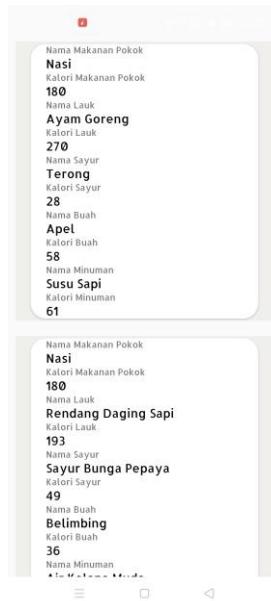 Nama Makanan Pokok
Nasi
Kalori Makanan Pokok
180
Nama Lauk
Ayam Goreng
Kalori Lauk
270
Nama Sayur
Terong
Kalori Sayur
28
Nama Buah
Apel
Kalori Buah
58
Nama Minuman
Susu Sapi
Kalori Minuman
61
Nama Makanan Pokok
Nasi
Kalori Makanan Pokok
180
Nama Lauk
Rendang Daging Sapi
Kalori Lauk
193
Nama Sayur
Sayur Bunga Pepaya
Kalori Sayur
49
Nama Buah
Belimbing
Kalori Buah
36
Nama Minuman